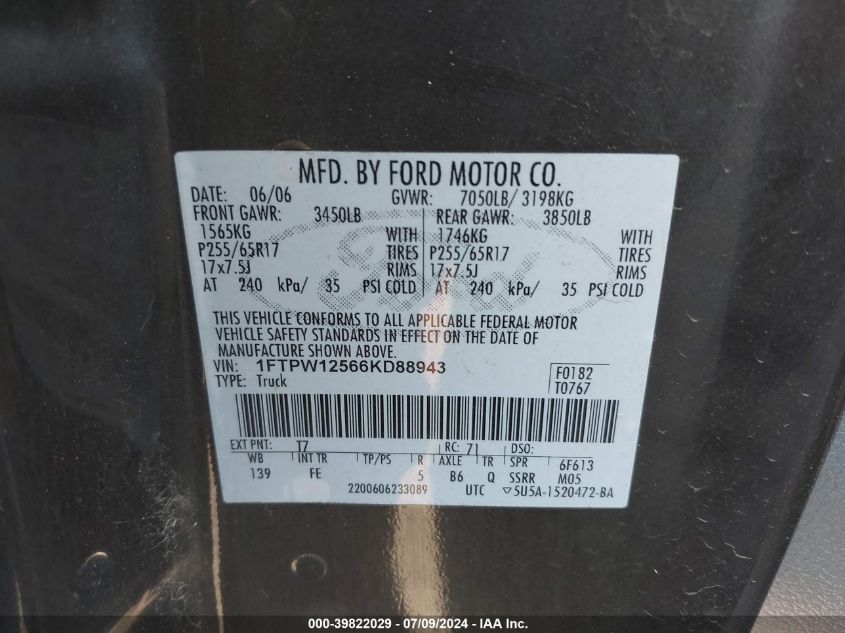 MFD. BY FORD MOTOR CO.
DATE: 06/06 GVWR: 7050LB/ 3198KG
FRONT GAWR: 3450LB REAR GAWR: 3850LB
1565KG WITH 1746KG WITH
P255/65R17 TIRES P255/65R17 TIRES
17x7.5J RIMS 17x7.5J RIMS
AT 240 kPa/ 35 PSI COLD AT 240 kPa/ 35 PSI COLD
Ford
THIS VEHICLE CONFORMS TO ALL APPLICABLE FEDERAL MOTOR
VEHICLE SAFETY STANDARDS IN EFFECT ON THE DATE OF
MANUFACTURE SHOWN ABOVE.
VIN: 1FTPW12566KD88943 F0182
TYPE: Truck T0767
EXT PNT: T7 RC: 71 DSO:
WB INT TR TP/PS R AXLE TR SPR 6F613
139 FE 5 B6 Q SSRR M05
2200606233089 UTC ▽5U5A-1520472-BA
000-39822029 - 07/09/2024 - IAAI Inc.